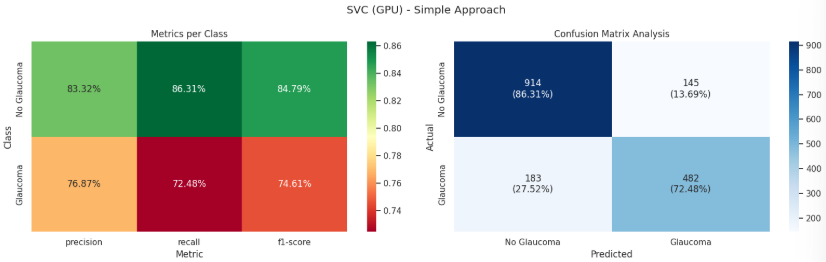 SVC (GPU) - Simple Approach
Metrics per Class
Class
No Glaucoma
83.32%
86.31%
84.79%
Glaucoma
76.87%
72.48%
74.61%
precision
recall
f1-score
Metric
0.86
0.84
0.82
0.80
0.78
0.76
0.74
Confusion Matrix Analysis
Actual
No Glaucoma
914
(86.31%)
145
(13.69%)
Glaucoma
183
(27.52%)
482
(72.48%)
No Glaucoma
Glaucoma
Predicted
900
800
700
600
500
400
300
200